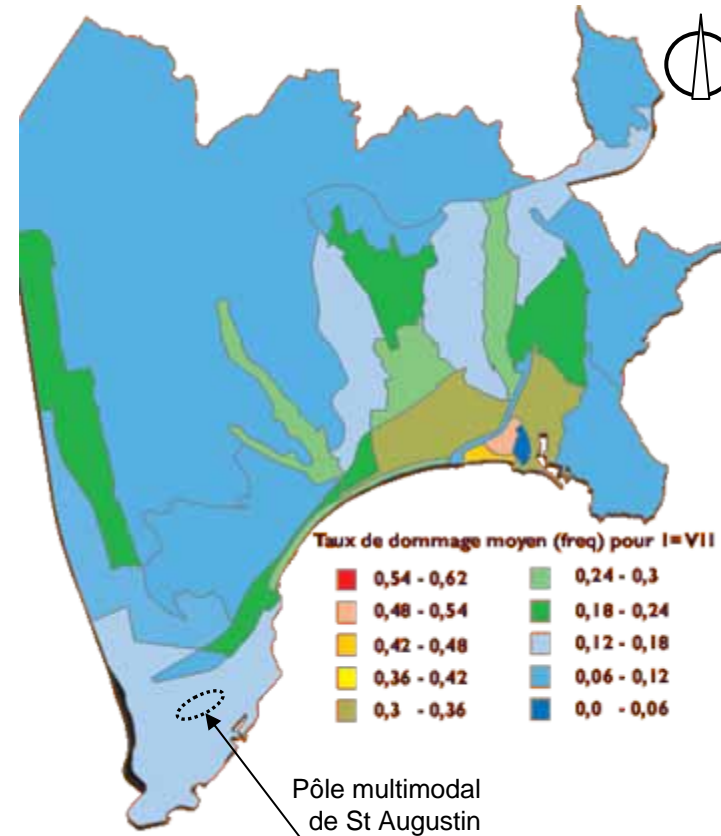 Taux de dommage moyen (freq) pour I=VII
0,54 - 0,62
0,48 - 0,54
0,42 - 0,48
0,36 - 0,42
0,3 - 0,36
0,24 - 0,3
0,18 - 0,24
0,12 - 0,18
0,06 - 0,12
0,0 - 0,06
Pôle multimodal
de St Augustin